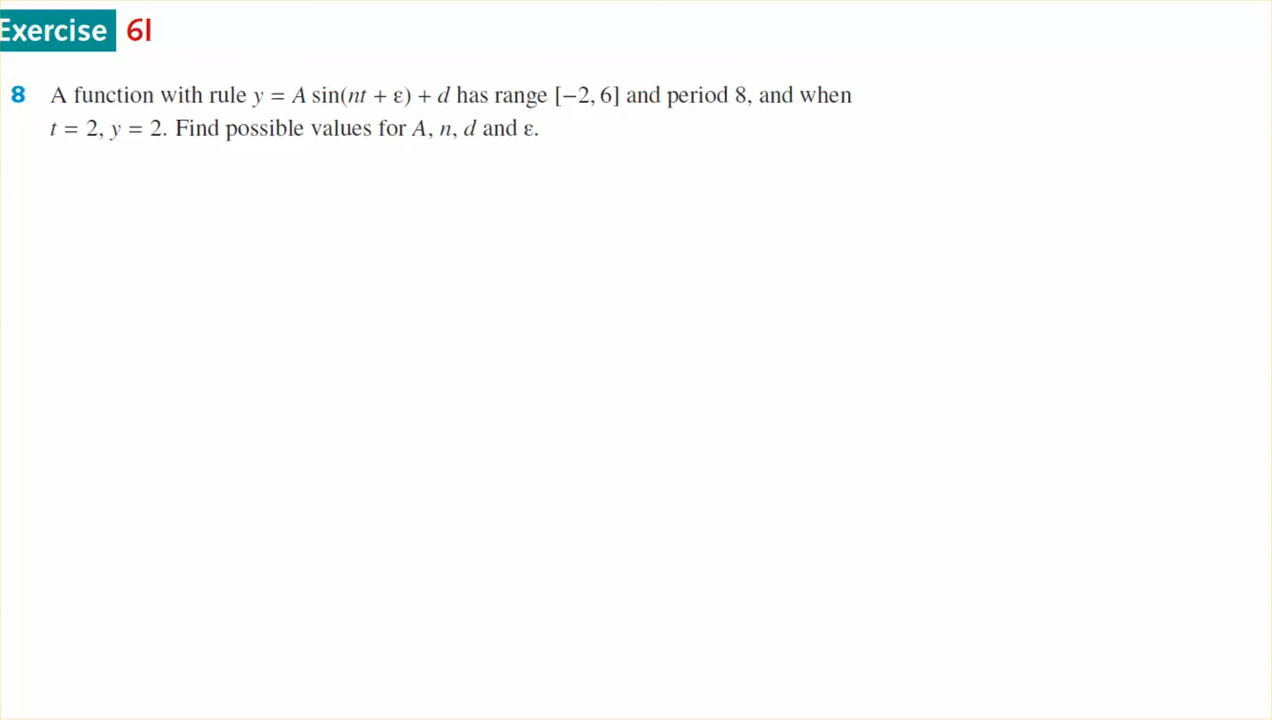 Exercise 6I
8 A function with rule y = A sin(nt + ε) + d has range [−2, 6] and period 8, and when
t = 2, y = 2. Find possible values for A, n, d and ε.